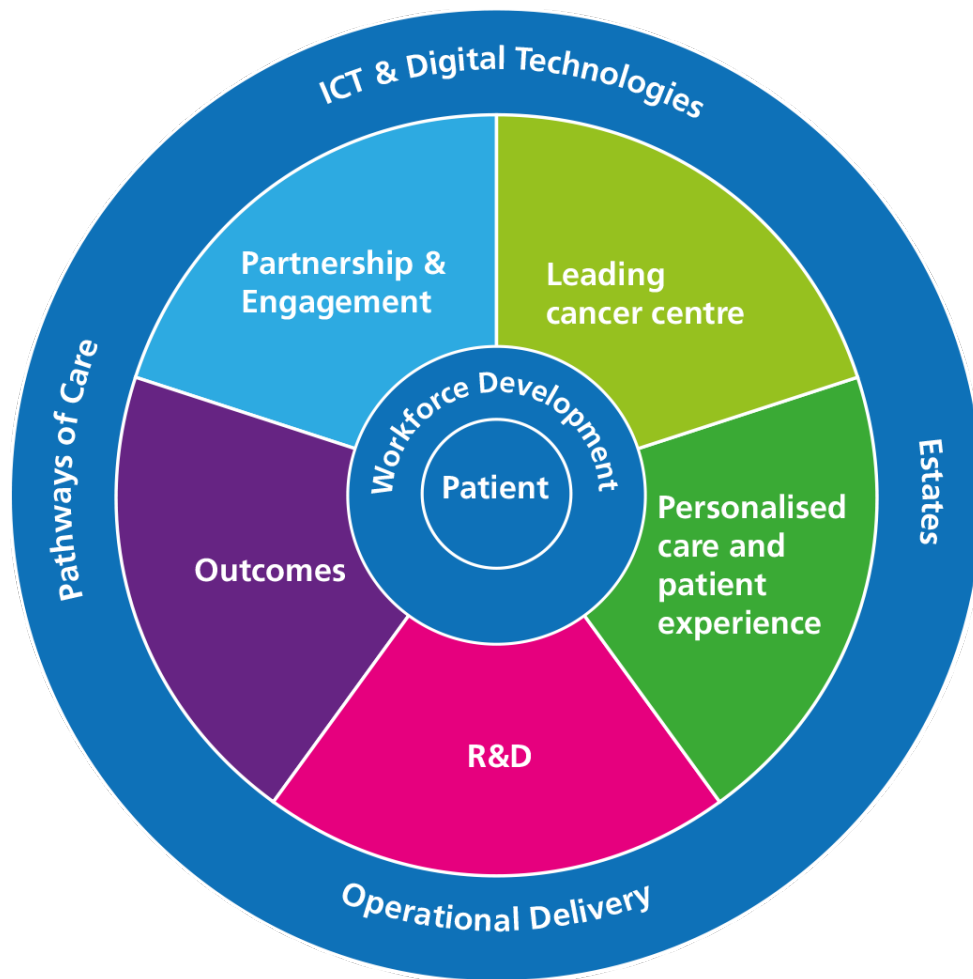 ICT & Digital Technologies
Partnership &
Engagement
Leading
cancer centre
Pathways of Care
Workforce Development
Patient
Estates
Personalised
care and
patient
experience
Outcomes
R&D
Operational Delivery